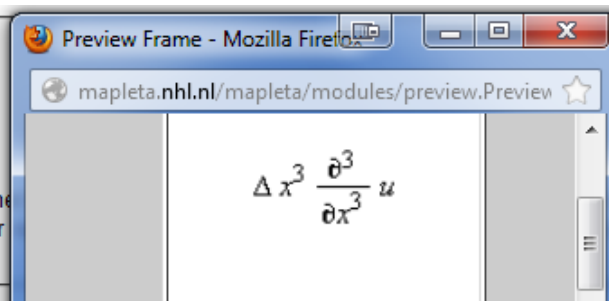 Preview Frame - Mozilla Firefox
mapleta.nhl.nl/mapleta/modules/preview.Preview
Δ x³ ∂³/∂x³ u